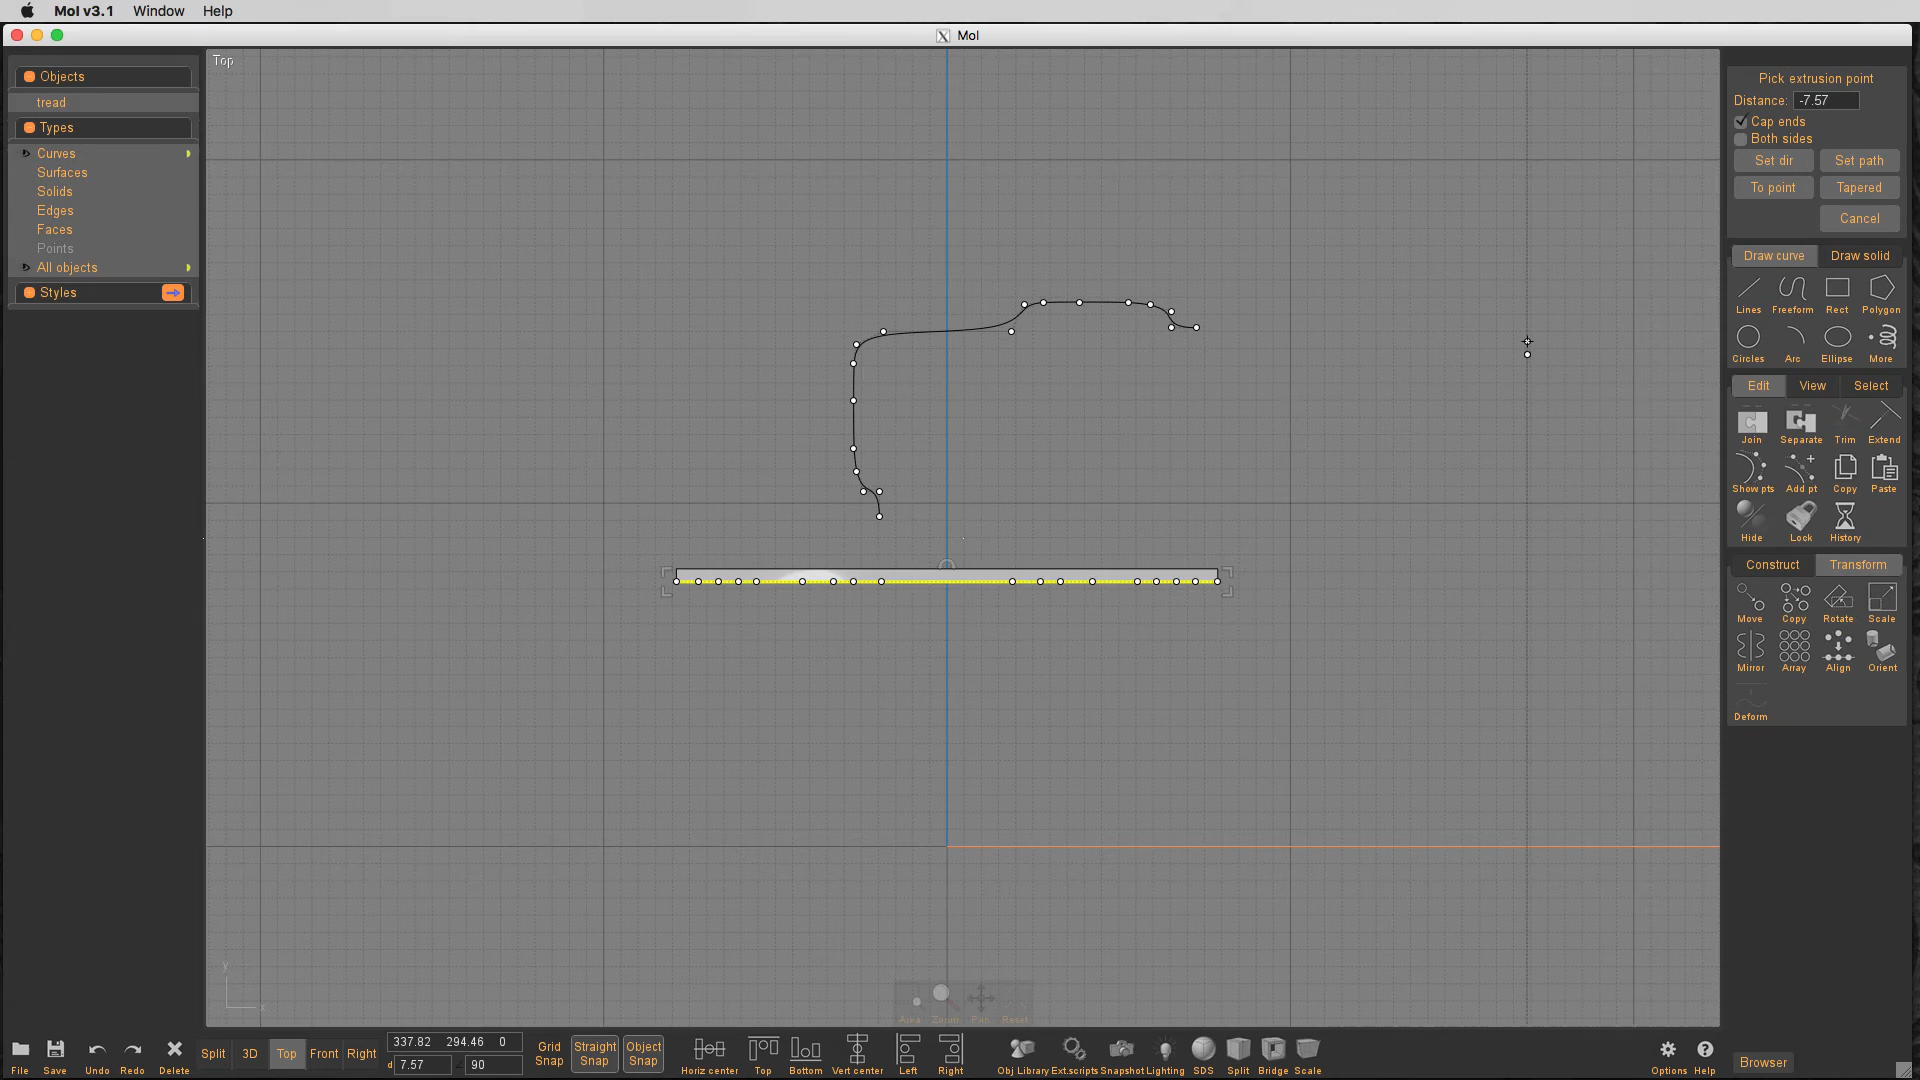 MoI v3.1 Window Help
MoI
Objects
tread
Types
Curves
Surfaces
Solids
Edges
Faces
Points
All objects
Styles
Top
y
x
Area Zoom Pan Reset
Pick extrusion point
Distance: -7.57
Cap ends
Both sides
Set dir Set path
To point Tapered
Cancel
Draw curve Draw solid
Lines Freeform Rect Polygon
Circles Arc Ellipse More
Edit View Select
Join Separate Trim Extend
Show pts Add pt Copy Paste
Hide Lock History
Construct Transform
Move Copy Rotate Scale
Mirror Array Align Orient
Deform
File Save Undo Redo Delete
Split 3D Top Front Right
337.82 294.46 0
d 7.57 90
Grid Snap
Straight Snap
Object Snap
Horiz center Top Bottom Vert center Left Right
Obj Library Ext.scripts Snapshot Lighting SDS Split Bridge Scale
Options Help
Browser